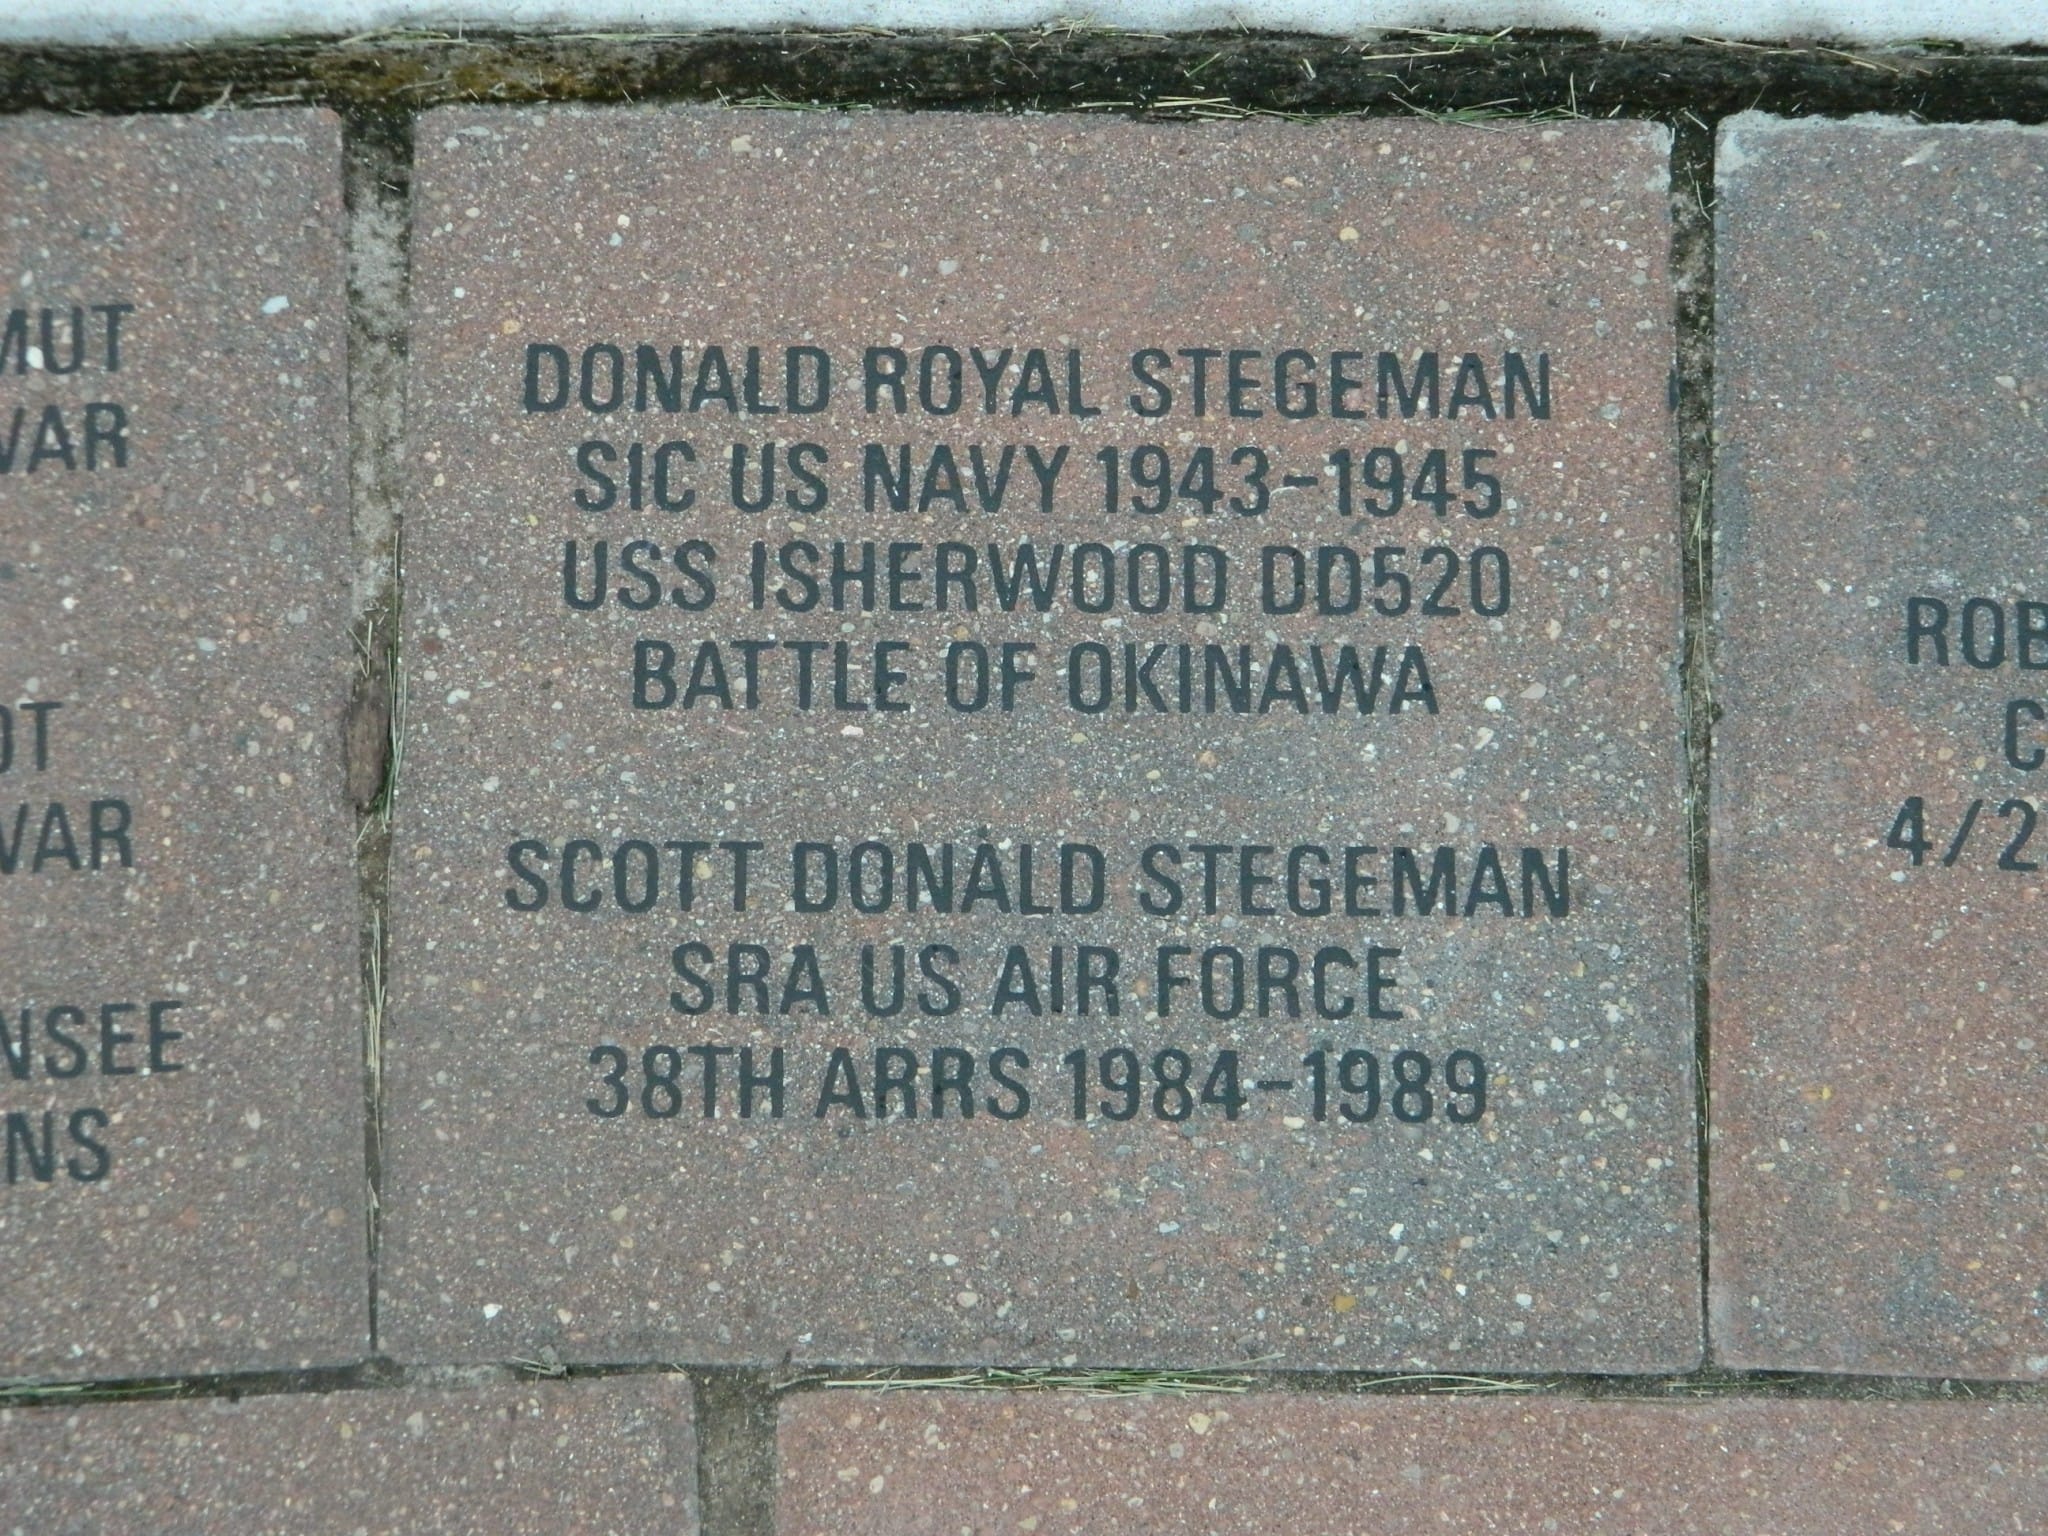 DONALD ROYAL STEGEMAN
SIC US NAVY 1943-1945
USS ISHERWOOD DD520
BATTLE OF OKINAWA
SCOTT DONALD STEGEMAN
SRA US AIR FORCE
38TH ARRS 1984-1989